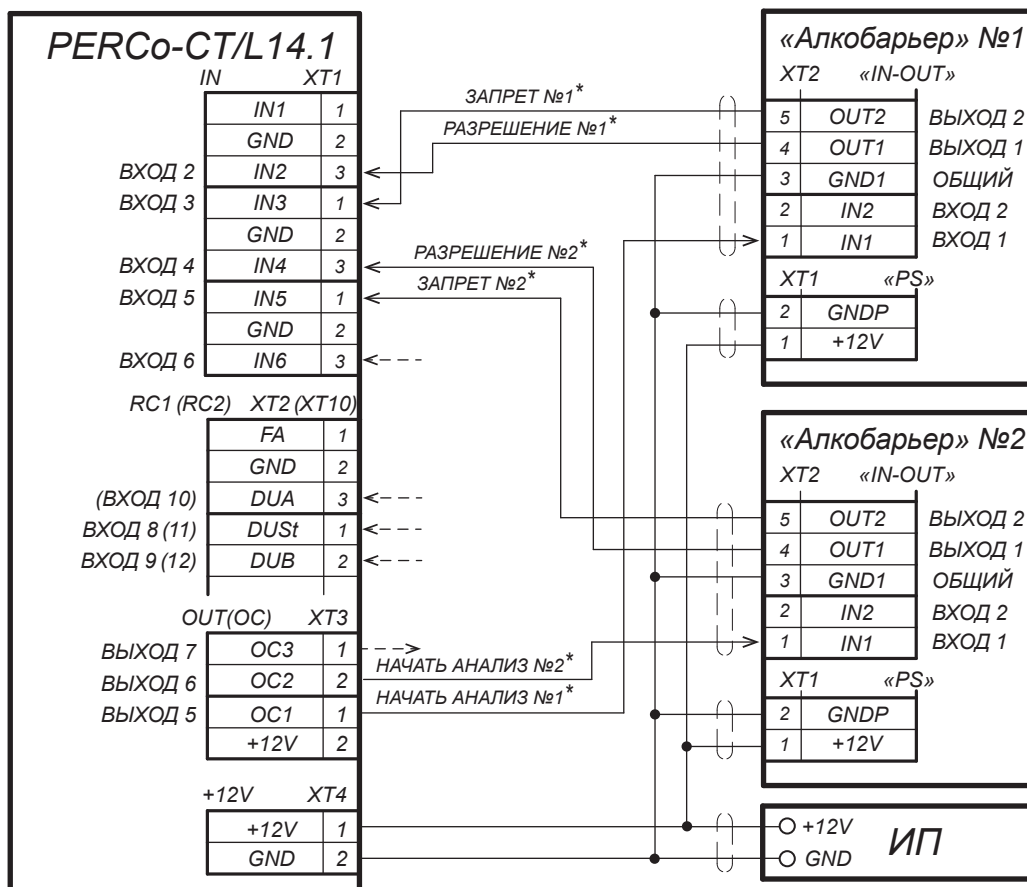 PERCo-CT/L14.1
IN XT1
IN1 1
GND 2
ВХОД 2 IN2 3
ВХОД 3 IN3 1
GND 2
ВХОД 4 IN4 3
ВХОД 5 IN5 1
GND 2
ВХОД 6 IN6 3
RC1 (RC2) XT2 (XT10)
FA 1
GND 2
(ВХОД 10) DUA 3
ВХОД 8 (11) DUSt 1
ВХОД 9 (12) DUB 2
OUT(OC) XT3
ВЫХОД 7 OC3 1
ВЫХОД 6 OC2 2
ВЫХОД 5 OC1 1
+12V 2
+12V XT4
+12V 1
GND 2
ЗАПРЕТ №1*
РАЗРЕШЕНИЕ №1*
РАЗРЕШЕНИЕ №2*
ЗАПРЕТ №2*
НАЧАТЬ АНАЛИЗ №2*
НАЧАТЬ АНАЛИЗ №1*
«Алкобарьер» №1
XT2 «IN-OUT»
5 OUT2 ВЫХОД 2
4 OUT1 ВЫХОД 1
3 GND1 ОБЩИЙ
2 IN2 ВХОД 2
1 IN1 ВХОД 1
XT1 «PS»
2 GNDP
1 +12V
«Алкобарьер» №2
XT2 «IN-OUT»
5 OUT2 ВЫХОД 2
4 OUT1 ВЫХОД 1
3 GND1 ОБЩИЙ
2 IN2 ВХОД 2
1 IN1 ВХОД 1
XT1 «PS»
2 GNDP
1 +12V
+12V
ИП
GND